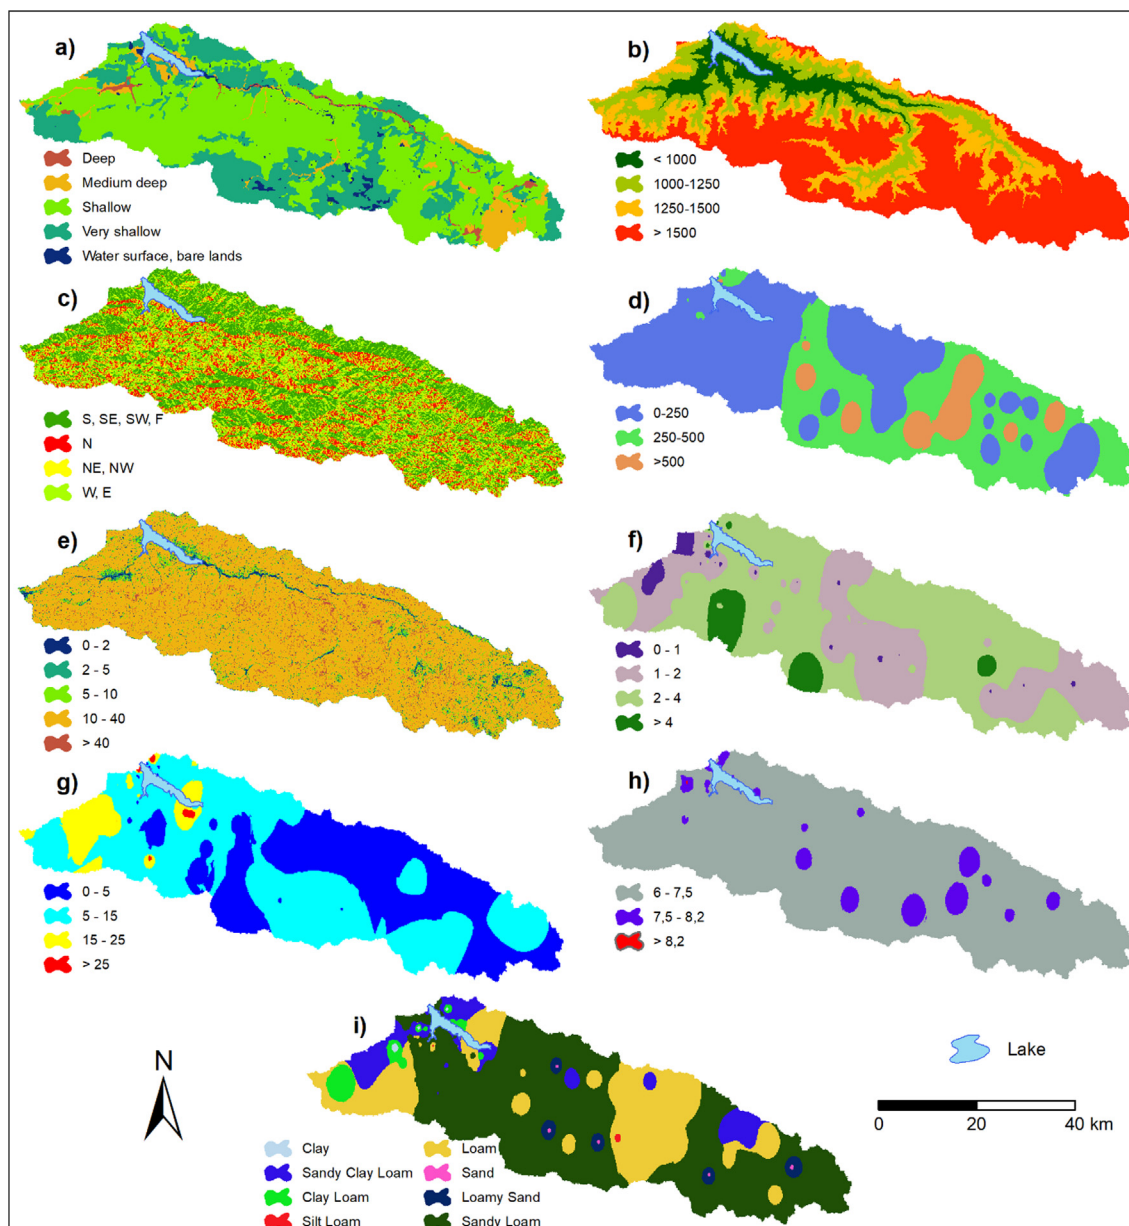 a)
Deep
Medium deep
Shallow
Very shallow
Water surface, bare lands
b)
< 1000
1000-1250
1250-1500
> 1500
c)
S, SE, SW, F
N
NE, NW
W, E
d)
0-250
250-500
>500
e)
0 - 2
2 - 5
5 - 10
10 - 40
> 40
f)
0 - 1
1 - 2
2 - 4
> 4
g)
0 - 5
5 - 15
15 - 25
> 25
h)
6 - 7,5
7,5 - 8,2
> 8,2
i)
Clay
Sandy Clay Loam
Clay Loam
Silt Loam
Loam
Sand
Loamy Sand
Sandy Loam
N
Lake
0 20 40 km